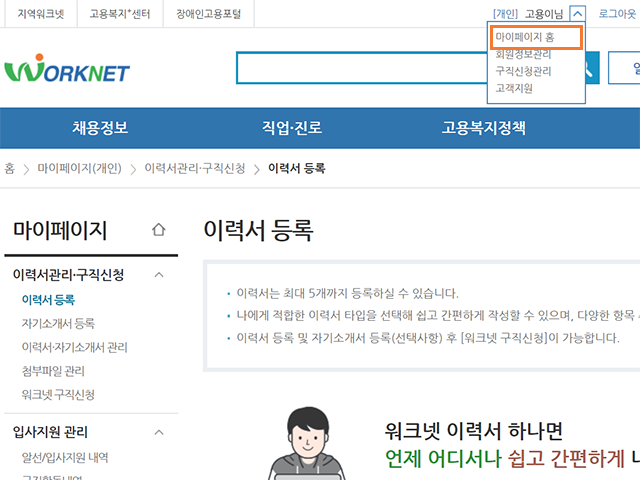 지역워크넷 고용복지+센터 장애인고용포털 [개인] 고용이님 로그아웃
마이페이지 홈
회원정보관리
구직신청관리
고객지원
WORKNET
채용정보 직업·진로 고용복지정책
홈 > 마이페이지(개인) > 이력서관리·구직신청 > 이력서 등록
마이페이지
이력서관리·구직신청
이력서 등록
자기소개서 등록
이력서·자기소개서 관리
첨부파일 관리
워크넷 구직신청
입사지원 관리
알선/입사지원 내역
이력서 등록
· 이력서는 최대 5개까지 등록하실 수 있습니다.
· 나에게 적합한 이력서 타입을 선택해 쉽고 간편하게 작성할 수 있으며, 다양한 항목
· 이력서 등록 및 자기소개서 등록(선택사항) 후 [워크넷 구직신청]이 가능합니다.
워크넷 이력서 하나면
언제 어디서나 쉽고 간편하게